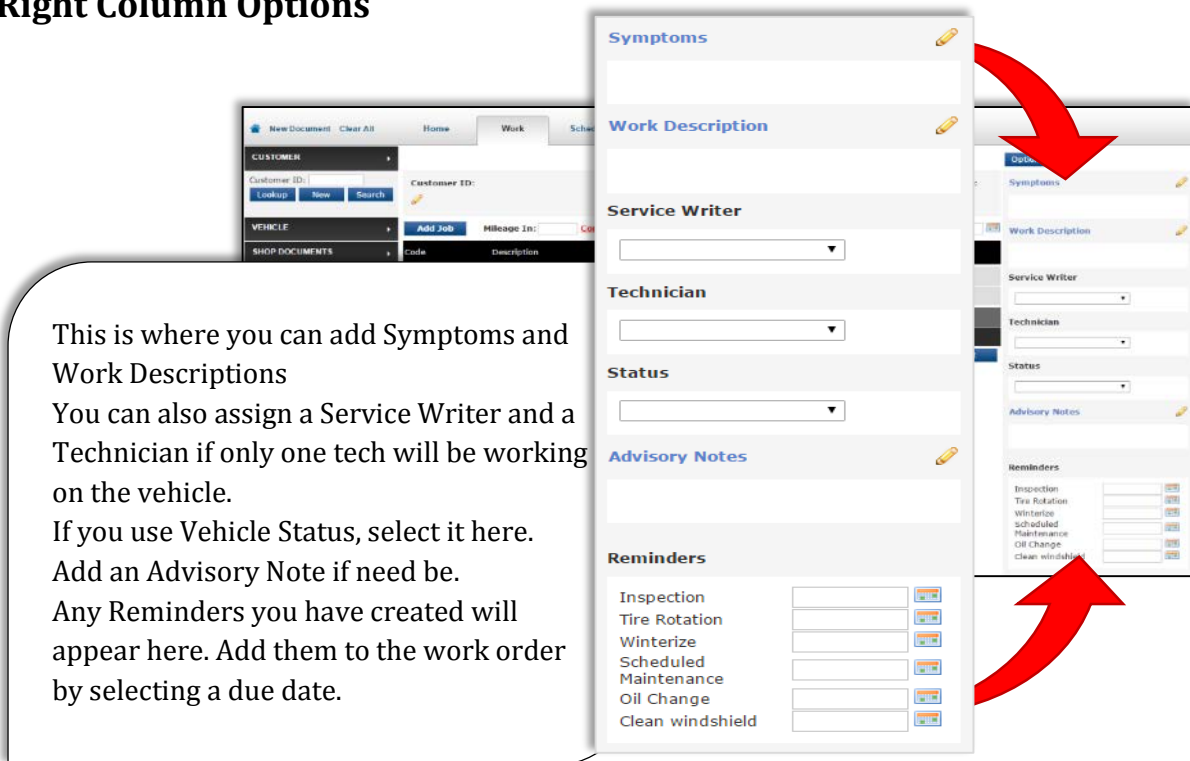 Right Column Options
New Document Clear All Home Work
CUSTOMER
Customer ID:
Lookup New Search
Customer ID:
VEHICLE
Add Job Mileage In:
SHOP DOCUMENTS
Code Description
This is where you can add Symptoms and
Work Descriptions
You can also assign a Service Writer and a
Technician if only one tech will be working
on the vehicle.
If you use Vehicle Status, select it here.
Add an Advisory Note if need be.
Any Reminders you have created will
appear here. Add them to the work order
by selecting a due date.
Symptoms
Work Description
Service Writer
Technician
Status
Advisory Notes
Reminders
Inspection
Tire Rotation
Winterize
Scheduled
Maintenance
Oil Change
Clean windshield
Symptoms
Work Description
Service Writer
Technician
Status
Advisory Notes
Reminders
Inspection
Tire Rotation
Winterize
Scheduled
Maintenance
Oil Change
Clean windshield